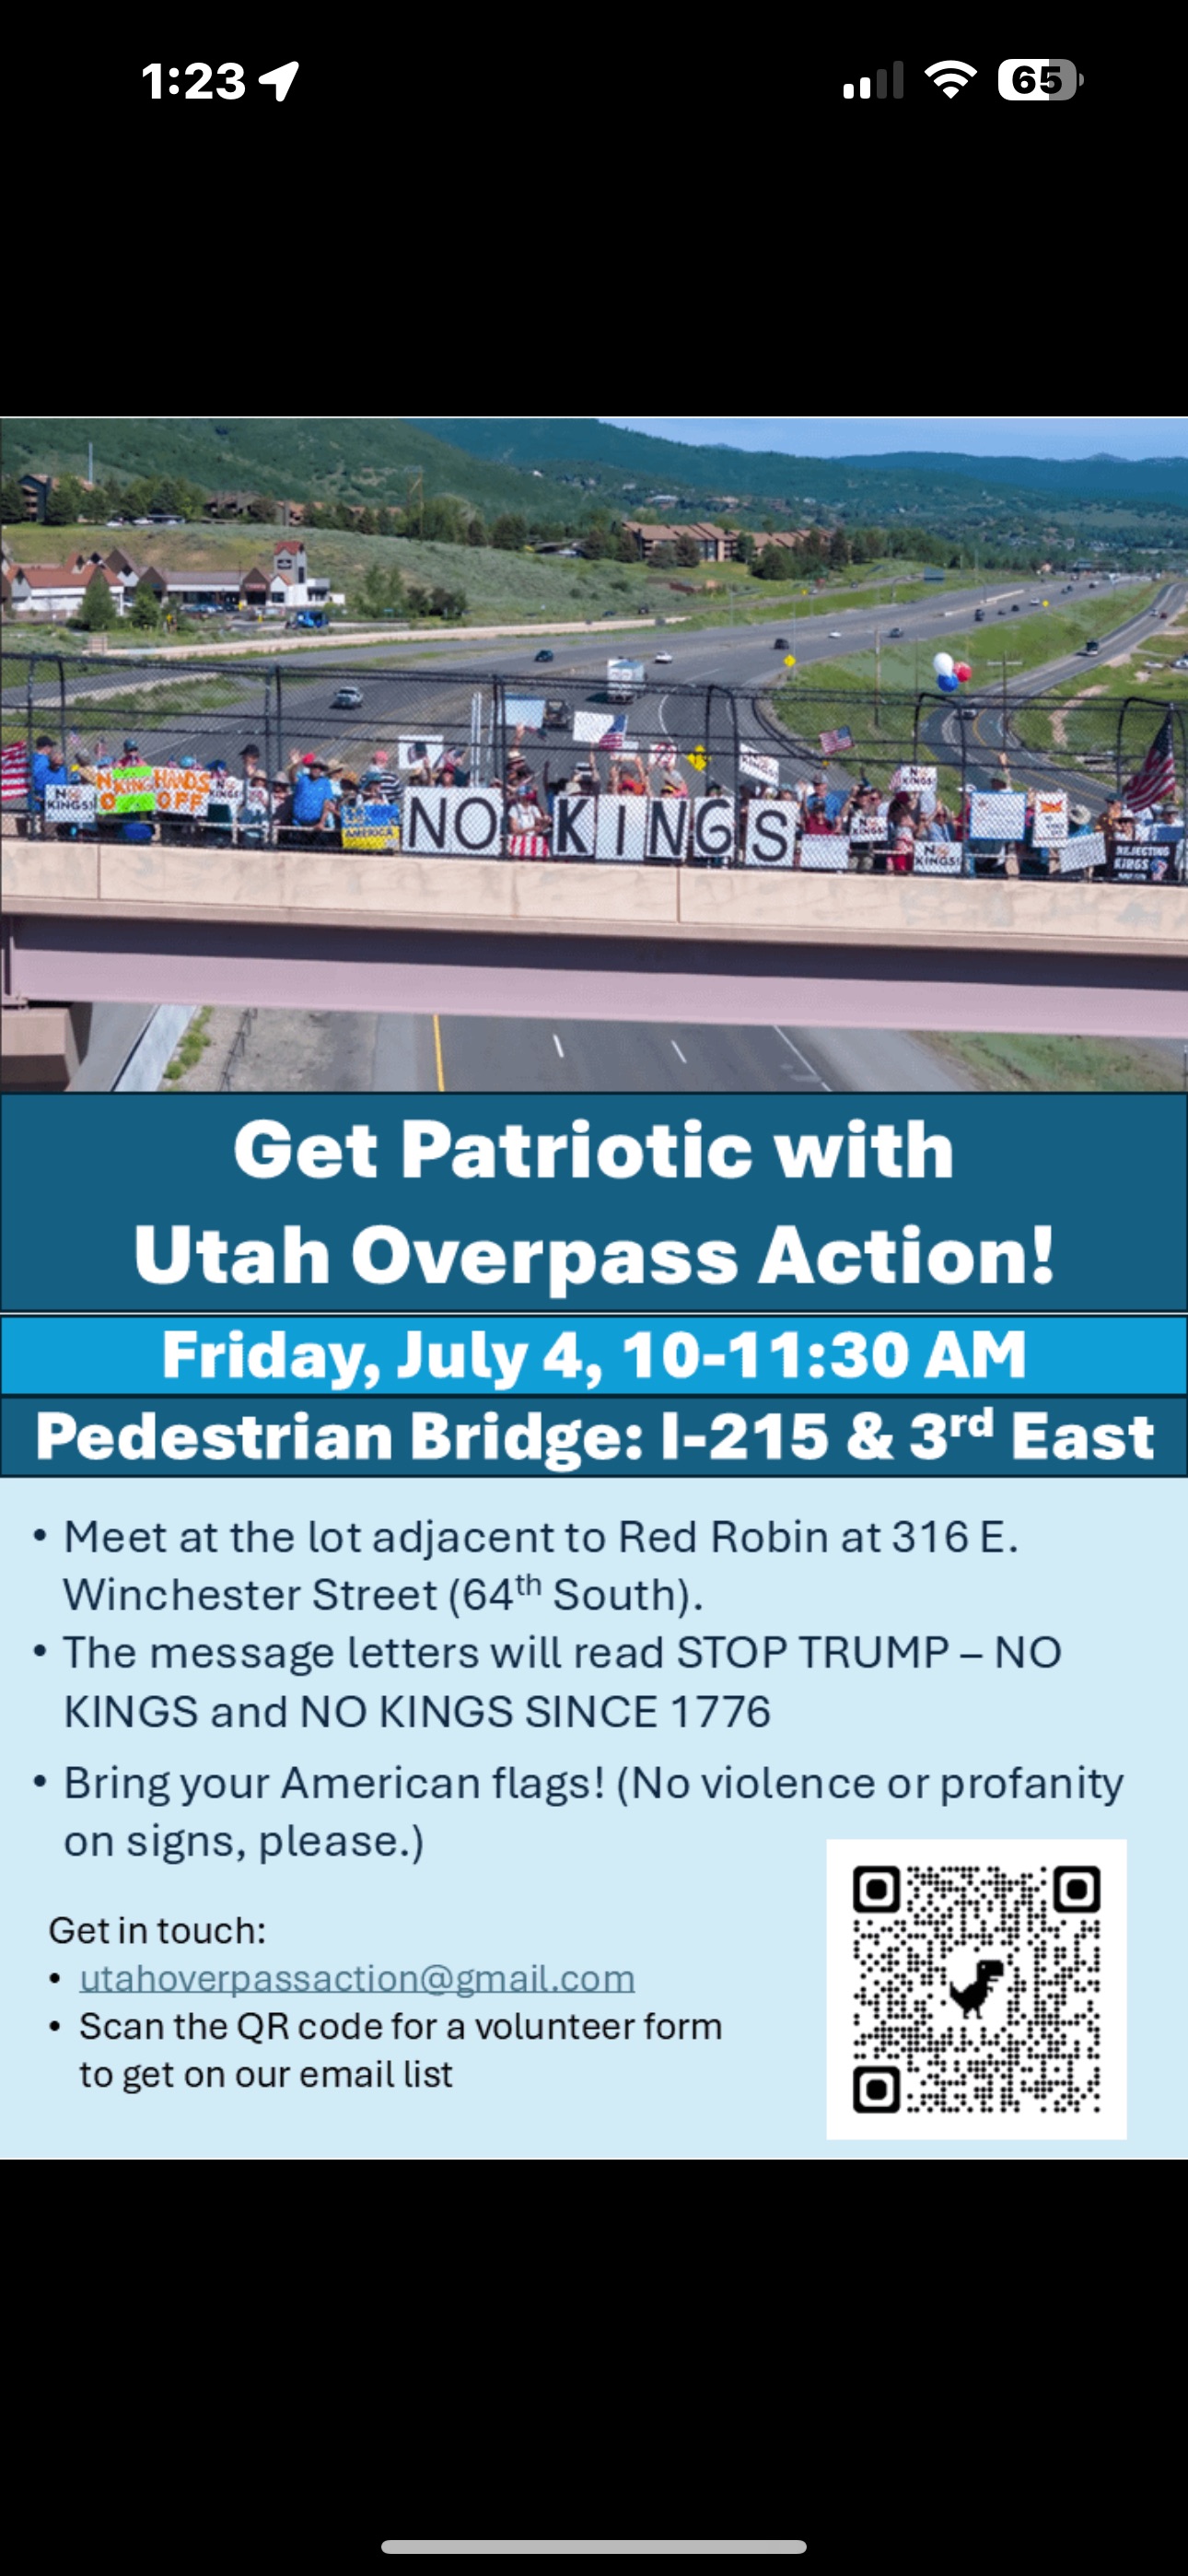 1:23
65
NO KINGS!
HANDS OFF
AMERICA
NO KINGS
NO KINGS!
NO KINGS!
REJECTING KINGS
Get Patriotic with
Utah Overpass Action!
Friday, July 4, 10-11:30 AM
Pedestrian Bridge: I-215 & 3rd East
• Meet at the lot adjacent to Red Robin at 316 E.
Winchester Street (64th South).
• The message letters will read STOP TRUMP – NO
KINGS and NO KINGS SINCE 1776
• Bring your American flags! (No violence or profanity
on signs, please.)
Get in touch:
• utahoverpassaction@gmail.com
• Scan the QR code for a volunteer form
to get on our email list